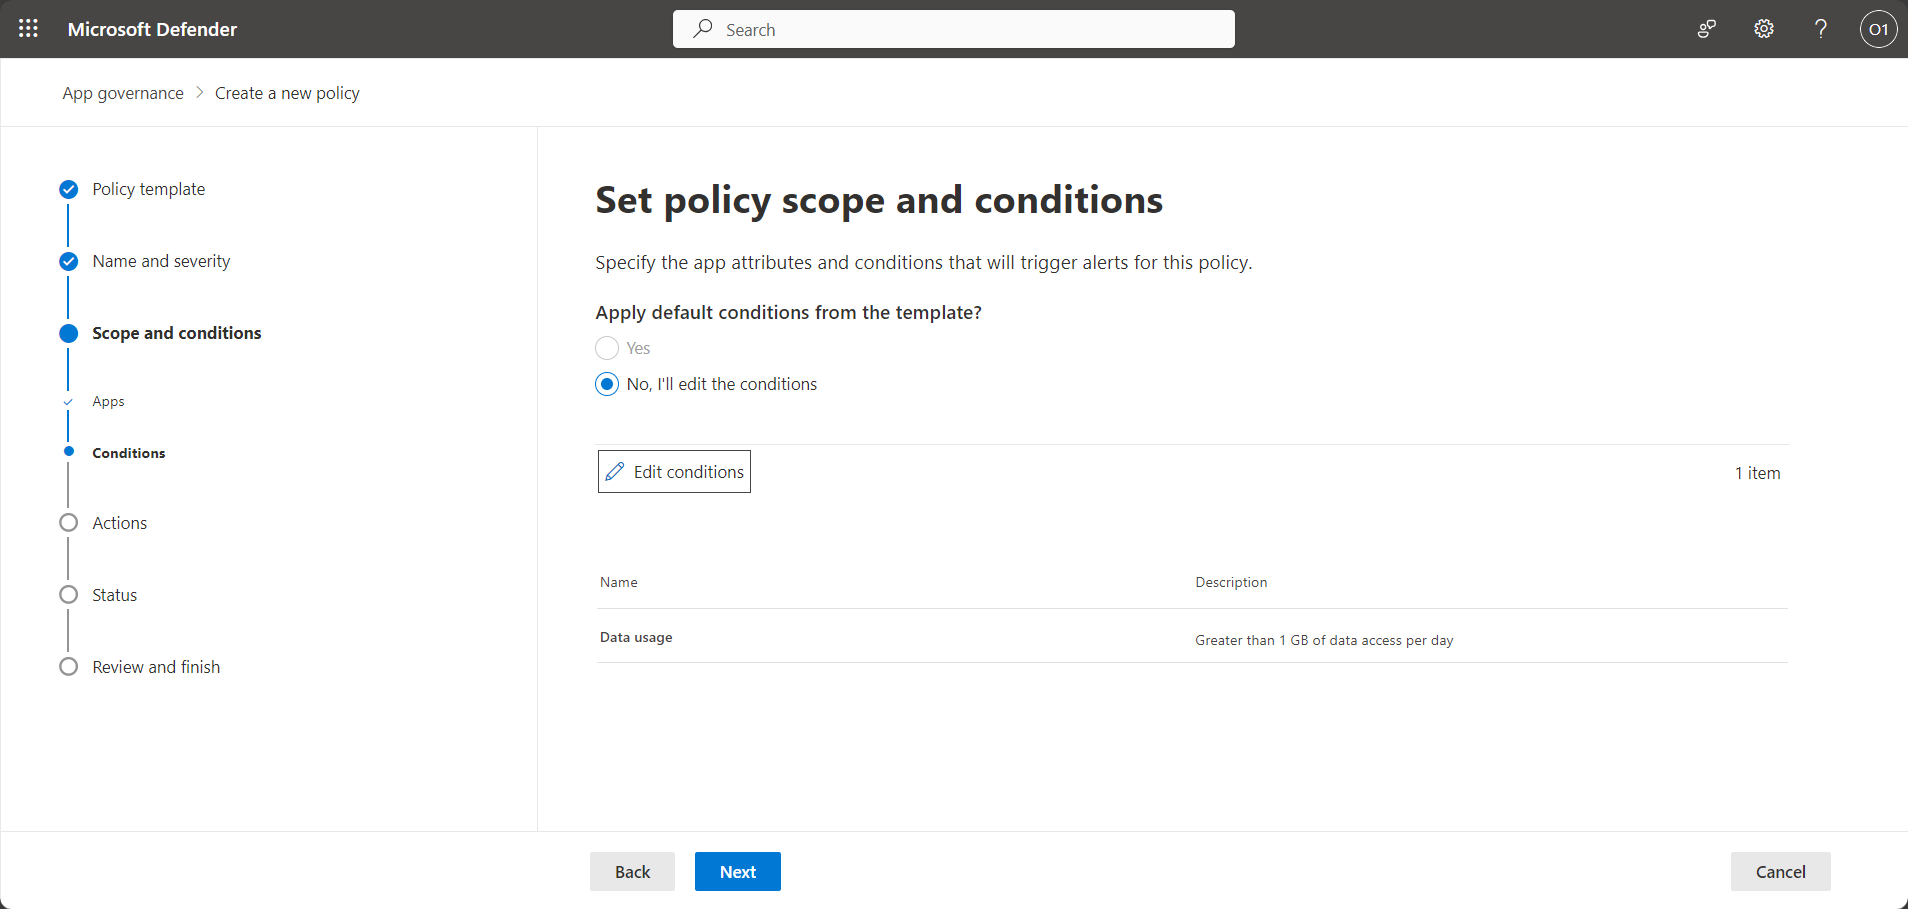 Microsoft Defender
Search
?
O1
App governance > Create a new policy
Policy template
Name and severity
Scope and conditions
Apps
Conditions
Actions
Status
Review and finish
Set policy scope and conditions
Specify the app attributes and conditions that will trigger alerts for this policy.
Apply default conditions from the template?
Yes
No, I'll edit the conditions
Edit conditions
1 item
Name Description
Data usage Greater than 1 GB of data access per day
Back Next Cancel